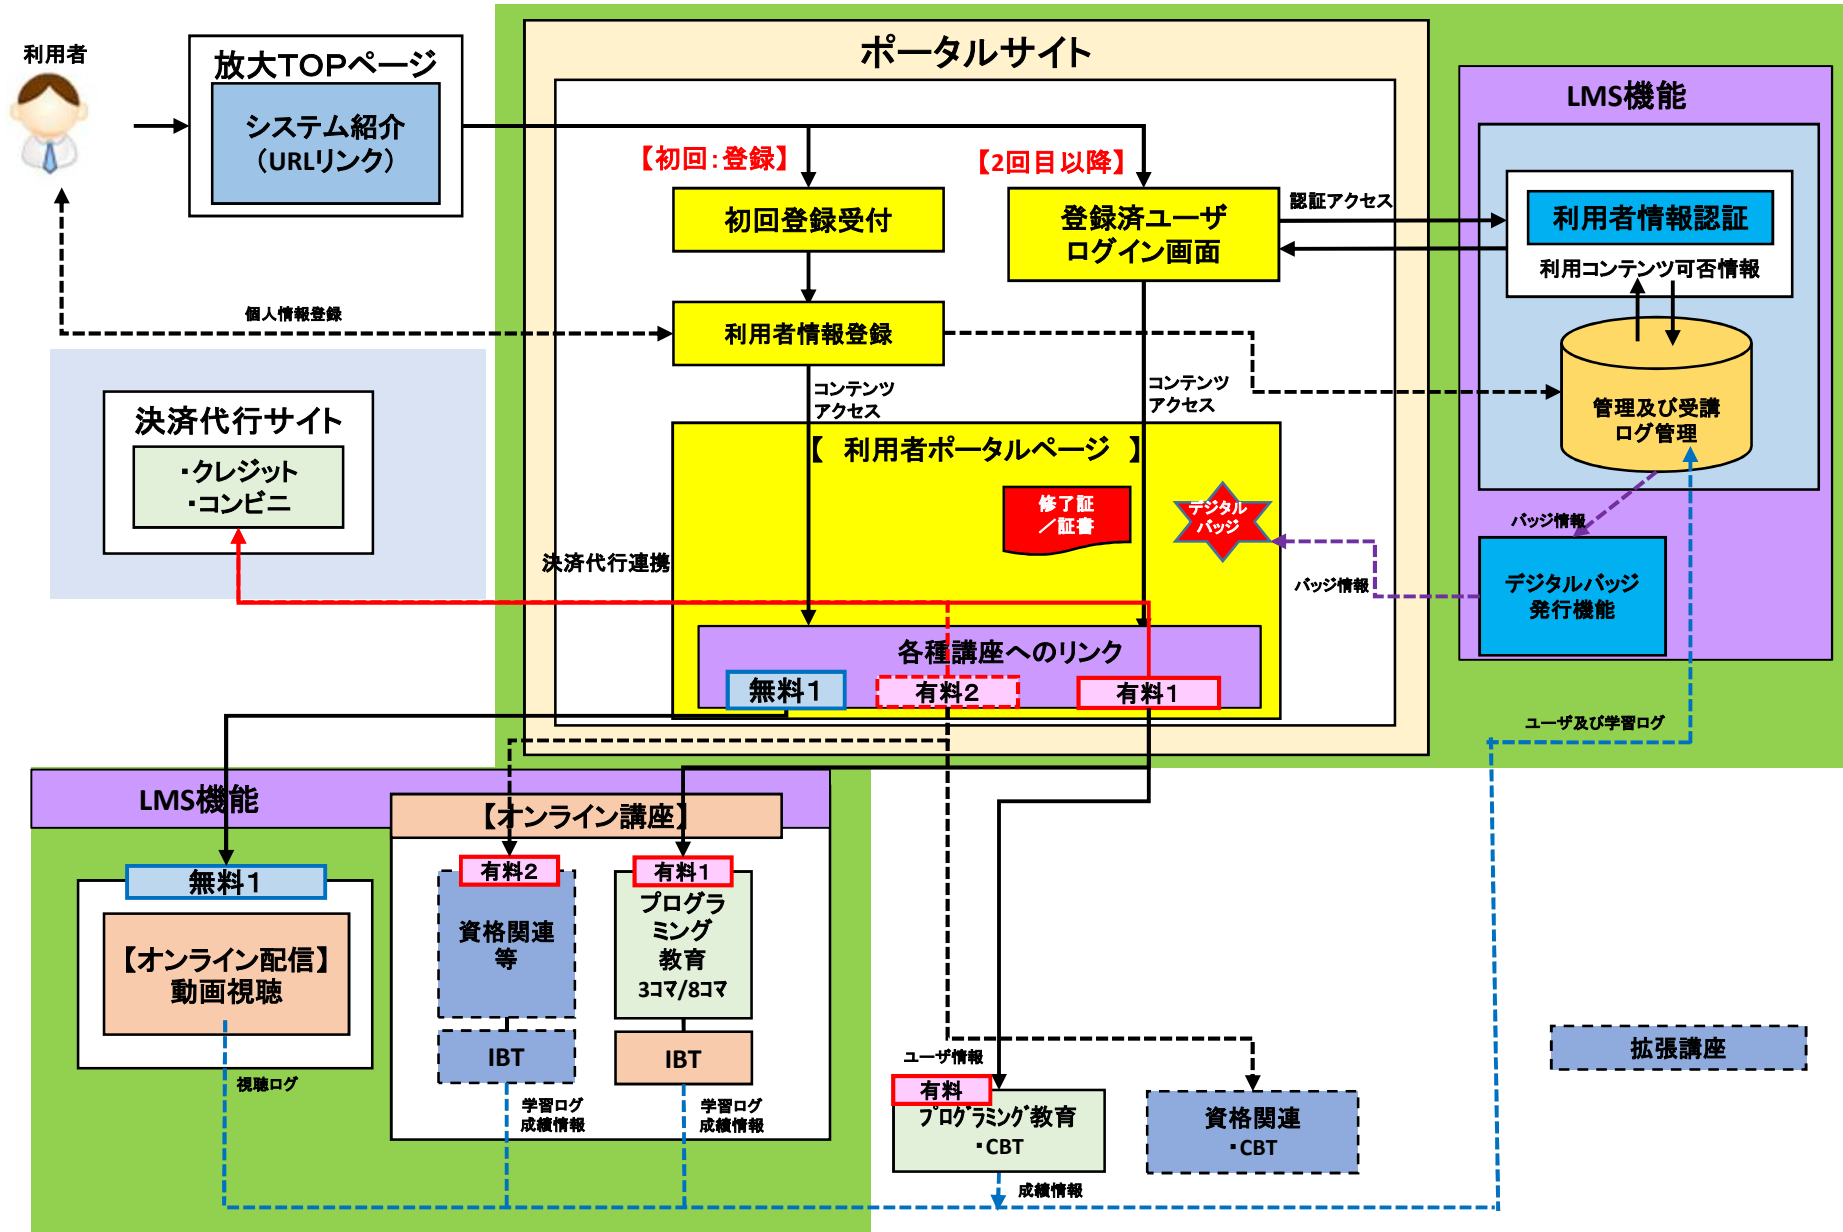 利用者
放大TOPページ
システム紹介
（URLリンク）
ポータルサイト
【初回：登録】
【2回目以降】
初回登録受付
登録済ユーザ
ログイン画面
認証アクセス
LMS機能
利用者情報認証
利用コンテンツ可否情報
個人情報登録
利用者情報登録
管理及び受講
ログ管理
コンテンツ
アクセス
コンテンツ
アクセス
決済代行サイト
・クレジット
・コンビニ
【 利用者ポータルページ 】
修了証
／証書
デジタル
バッジ
バッジ情報
決済代行連携
バッジ情報
デジタルバッジ
発行機能
各種講座へのリンク
無料1
有料2
有料1
ユーザ及び学習ログ
LMS機能
【オンライン講座】
無料1
有料2
有料1
【オンライン配信】
動画視聴
資格関連
等
プログラ
ミング
教育
3コマ/8コマ
IBT
IBT
視聴ログ
学習ログ
成績情報
学習ログ
成績情報
ユーザ情報
有料
プログラミング教育
・CBT
資格関連
・CBT
拡張講座
成績情報